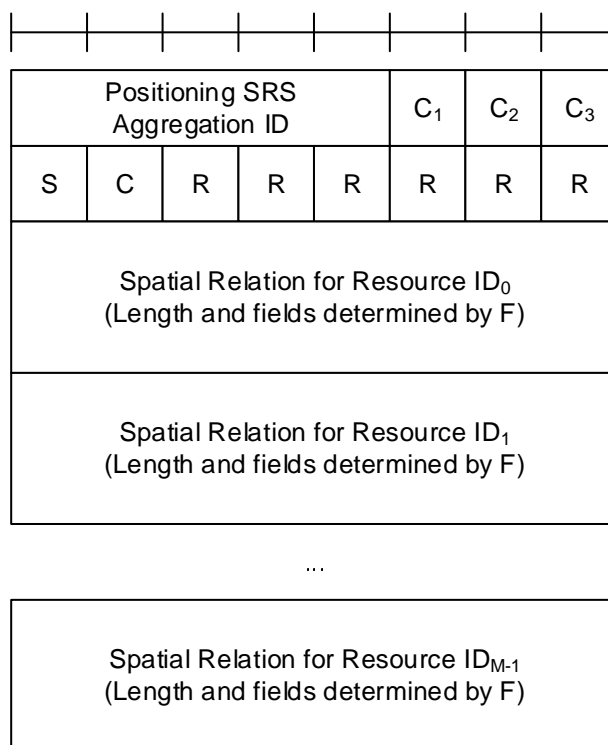 Positioning SRS
Aggregation ID
C₁ C₂ C₃
S C R R R R R R
Spatial Relation for Resource ID₀
(Length and fields determined by F)
Spatial Relation for Resource ID₁
(Length and fields determined by F)
...
Spatial Relation for Resource ID_M-1
(Length and fields determined by F)